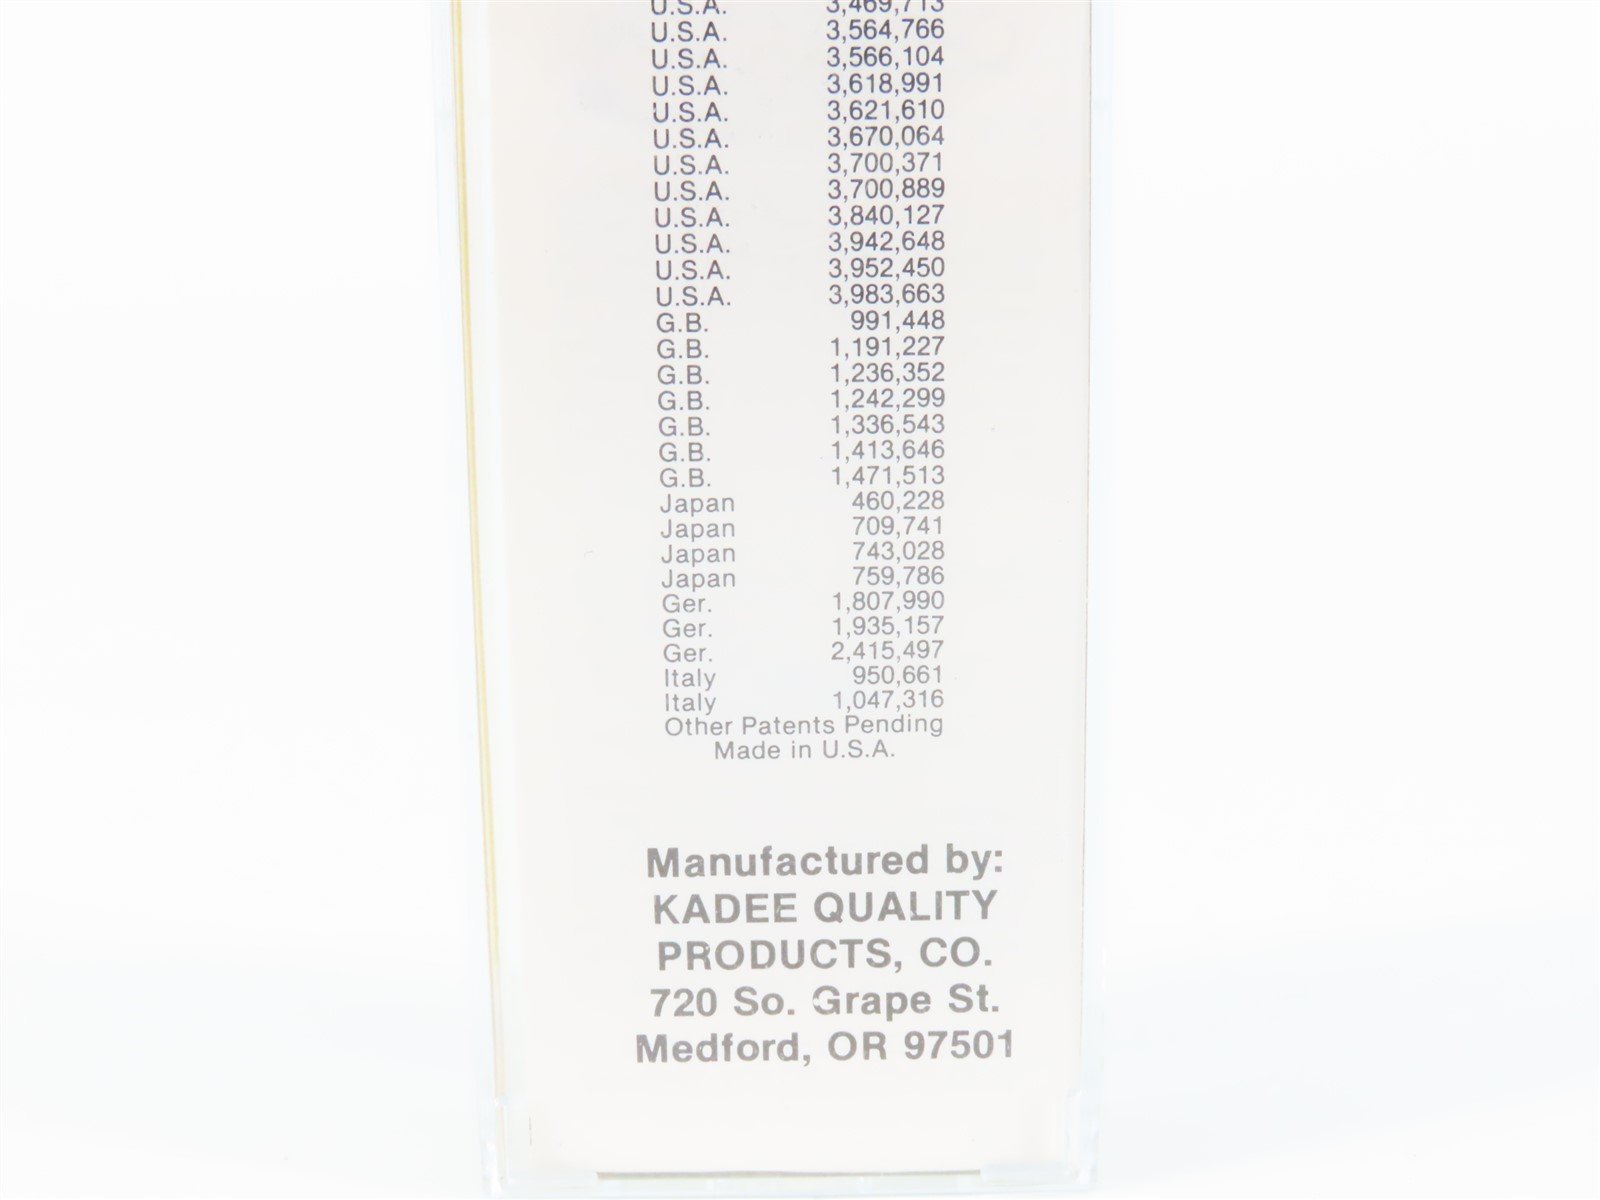 U.S.A. 3,469,713
U.S.A. 3,564,766
U.S.A. 3,566,104
U.S.A. 3,618,991
U.S.A. 3,621,610
U.S.A. 3,670,064
U.S.A. 3,700,371
U.S.A. 3,700,889
U.S.A. 3,840,127
U.S.A. 3,942,648
U.S.A. 3,952,450
U.S.A. 3,983,663
G.B. 991,448
G.B. 1,191,227
G.B. 1,236,352
G.B. 1,242,299
G.B. 1,336,543
G.B. 1,413,646
G.B. 1,471,513
Japan 460,228
Japan 709,741
Japan 743,028
Japan 759,786
Ger. 1,807,990
Ger. 1,935,157
Ger. 2,415,497
Italy 950,661
Italy 1,047,316
Other Patents Pending
Made in U.S.A.
Manufactured by:
KADEE QUALITY
PRODUCTS, CO.
720 So. Grape St.
Medford, OR 97501